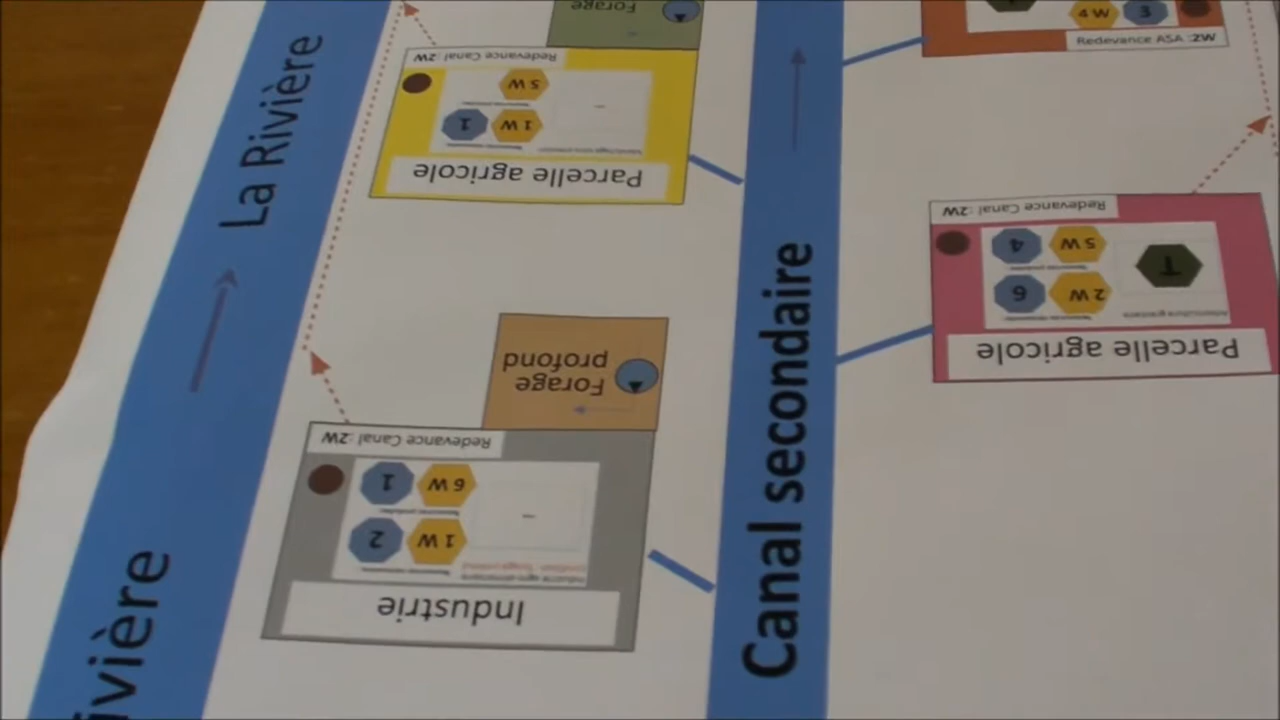 La Rivière
ivière
Canal secondaire
Forage
Redevance Canal :2W
5 W
1
1 W
Parcelle agricole
4 W
3
Redevance ASA :2W
Redevance Canal :2W
4
5 W
6
2 W
T
Parcelle agricole
Forage
profond
Redevance Canal :2W
1
6 W
2
1 W
Industrie